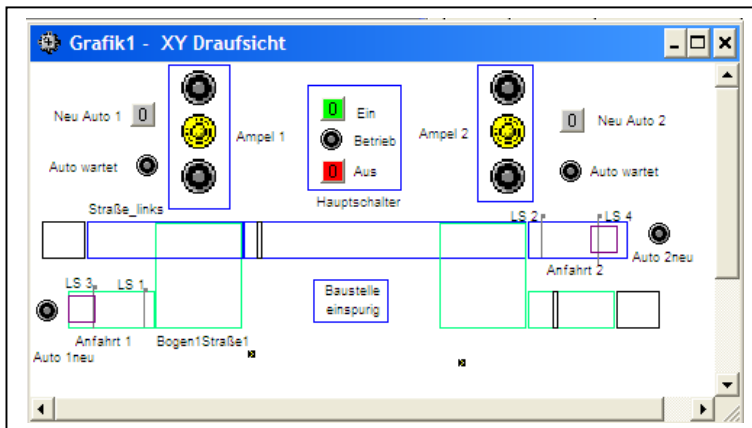 Grafik1 - XY Draufsicht
Neu Auto 1 0
Auto wartet
Ampel 1
0 Ein
Betrieb
0 Aus
Hauptschalter
Ampel 2
0 Neu Auto 2
Auto wartet
Straße_links
LS 2
LS 4
Auto 2neu
Anfahrt 2
LS 3
LS 1
Baustelle
einspurig
Anfahrt 1
Bogen1Straße1
Auto 1neu